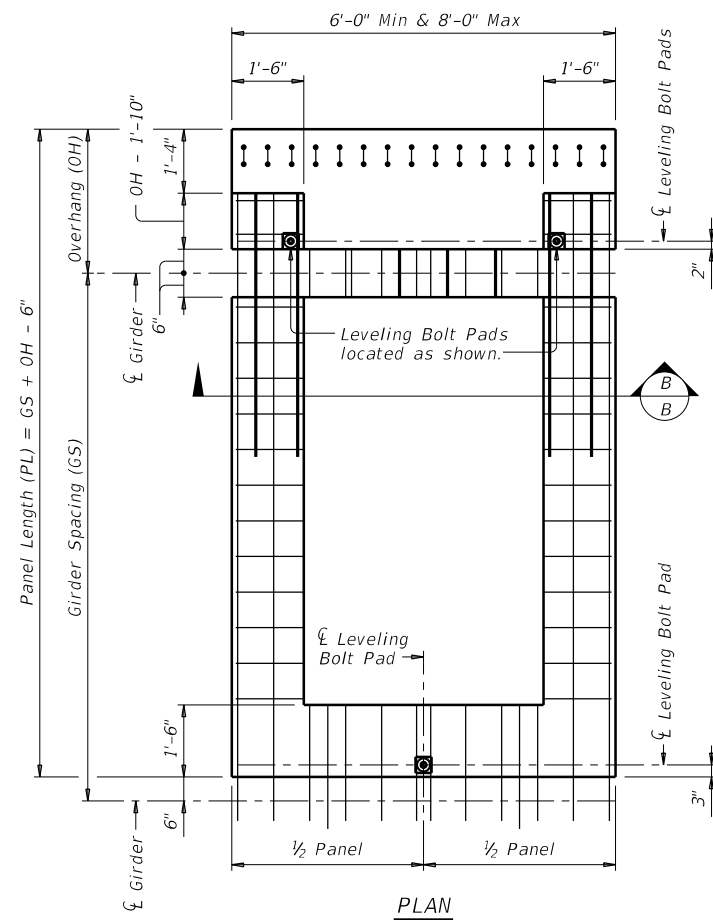 6'-0" Min & 8'-0" Max
1'-6"
1'-6"
℄ Leveling Bolt Pads
OH - 1'-10"
1'-4"
Overhang (OH)
2"
6"
℄ Girder
Leveling Bolt Pads
located as shown.
B
B
Panel Length (PL) = GS + OH - 6"
Girder Spacing (GS)
℄ Leveling
Bolt Pad
℄ Leveling Bolt Pad
1'-6"
3"
6"
℄ Girder
½ Panel
½ Panel
PLAN